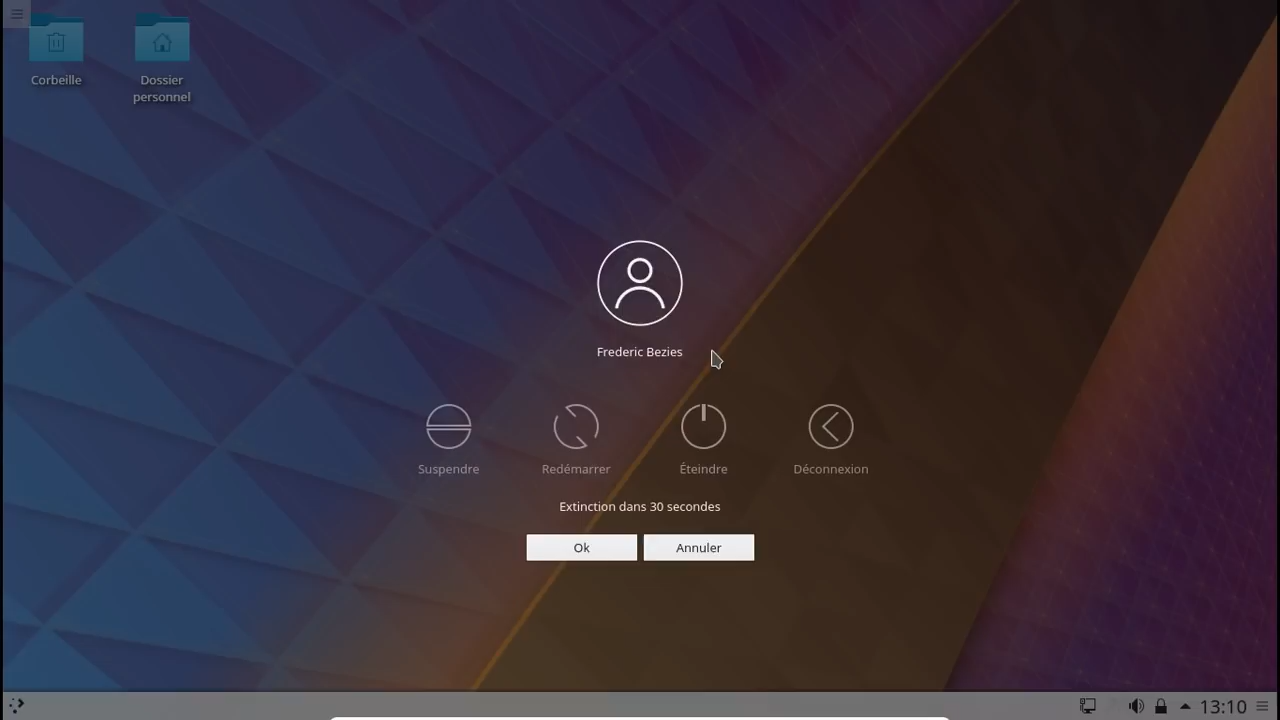 Corbeille
Dossier
personnel
Frederic Bezies
Suspendre
Redémarrer
Éteindre
Déconnexion
Extinction dans 30 secondes
Ok
Annuler
13:10